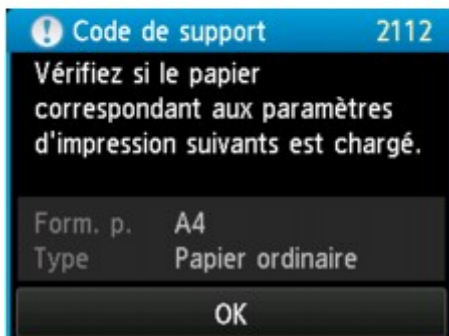 Code de support 2112
Vérifiez si le papier
correspondant aux paramètres
d'impression suivants est chargé.
Form. p. A4
Type Papier ordinaire
OK